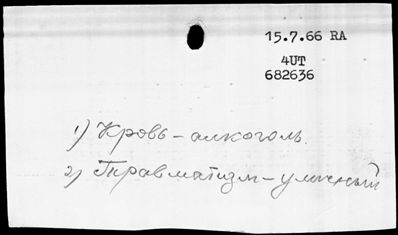 15.7.66 RA
4UT
682636
1) Кровь – алкоголь.
2) Травматизм – уличный